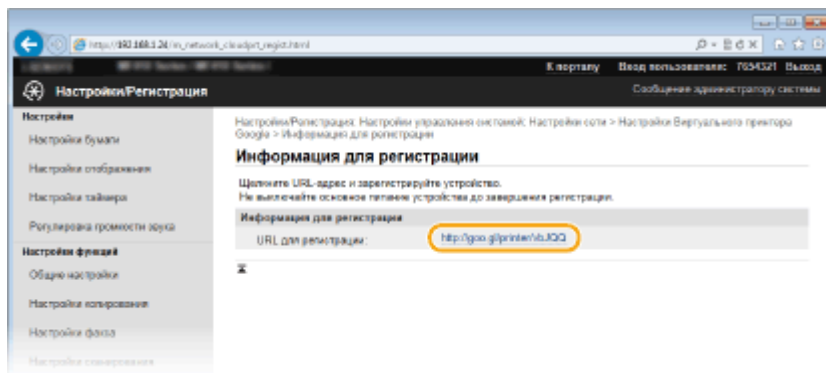 http://192.168.1.24/m_network_cloudprt_regist.html
К порталу Вход пользователя: 7654321 Выход
Настройки/Регистрация
Сообщение администратору системы
Настройки
Настройки бумаги
Настройки отображения
Настройки таймера
Регулировка громкости звука
Настройки функций
Общие настройки
Настройки копирования
Настройки факса
Настройки сканирования
Настройки/Регистрация: Настройки управления системой: Настройки сети > Настройки Виртуального принтера
Google > Информация для регистрации
Информация для регистрации
Щелкните URL-адрес и зарегистрируйте устройство.
Не выключайте основное питание устройства до завершения регистрации.
Информация для регистрации
URL для регистрации:
http://goo.gl/printer/VbJQQ